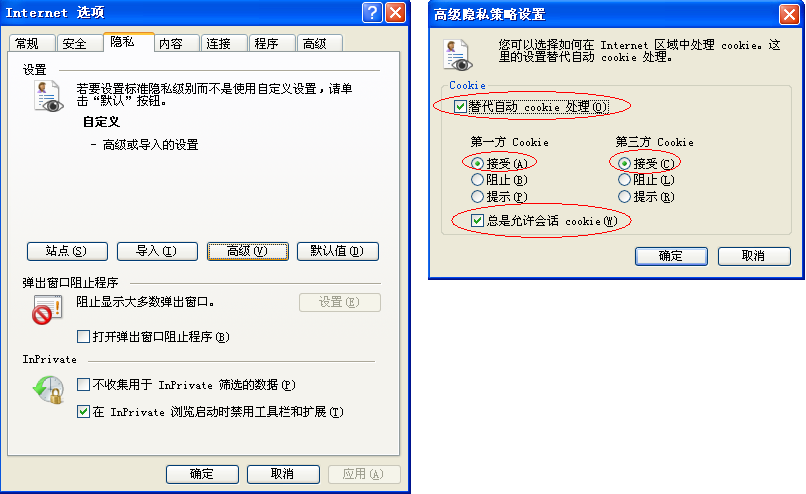 Internet 选项
常规 安全 隐私 内容 连接 程序 高级
设置
若要设置标准隐私级别而不是使用自定义设置，请单
击“默认”按钮。
自定义
- 高级或导入的设置
站点(S) 导入(I) 高级(V) 默认值(D)
弹出窗口阻止程序
阻止显示大多数弹出窗口。
设置(E)
打开弹出窗口阻止程序(B)
InPrivate
不收集用于 InPrivate 筛选的数据(P)
在 InPrivate 浏览启动时禁用工具栏和扩展(T)
确定 取消 应用(A)
高级隐私策略设置
您可以选择如何在 Internet 区域中处理 cookie。这
里的设置替代自动 cookie 处理。
Cookie
替代自动 cookie 处理(O)
第一方 Cookie 第三方 Cookie
接受(A) 接受(C)
阻止(B) 阻止(L)
提示(P) 提示(R)
总是允许会话 cookie(W)
确定 取消